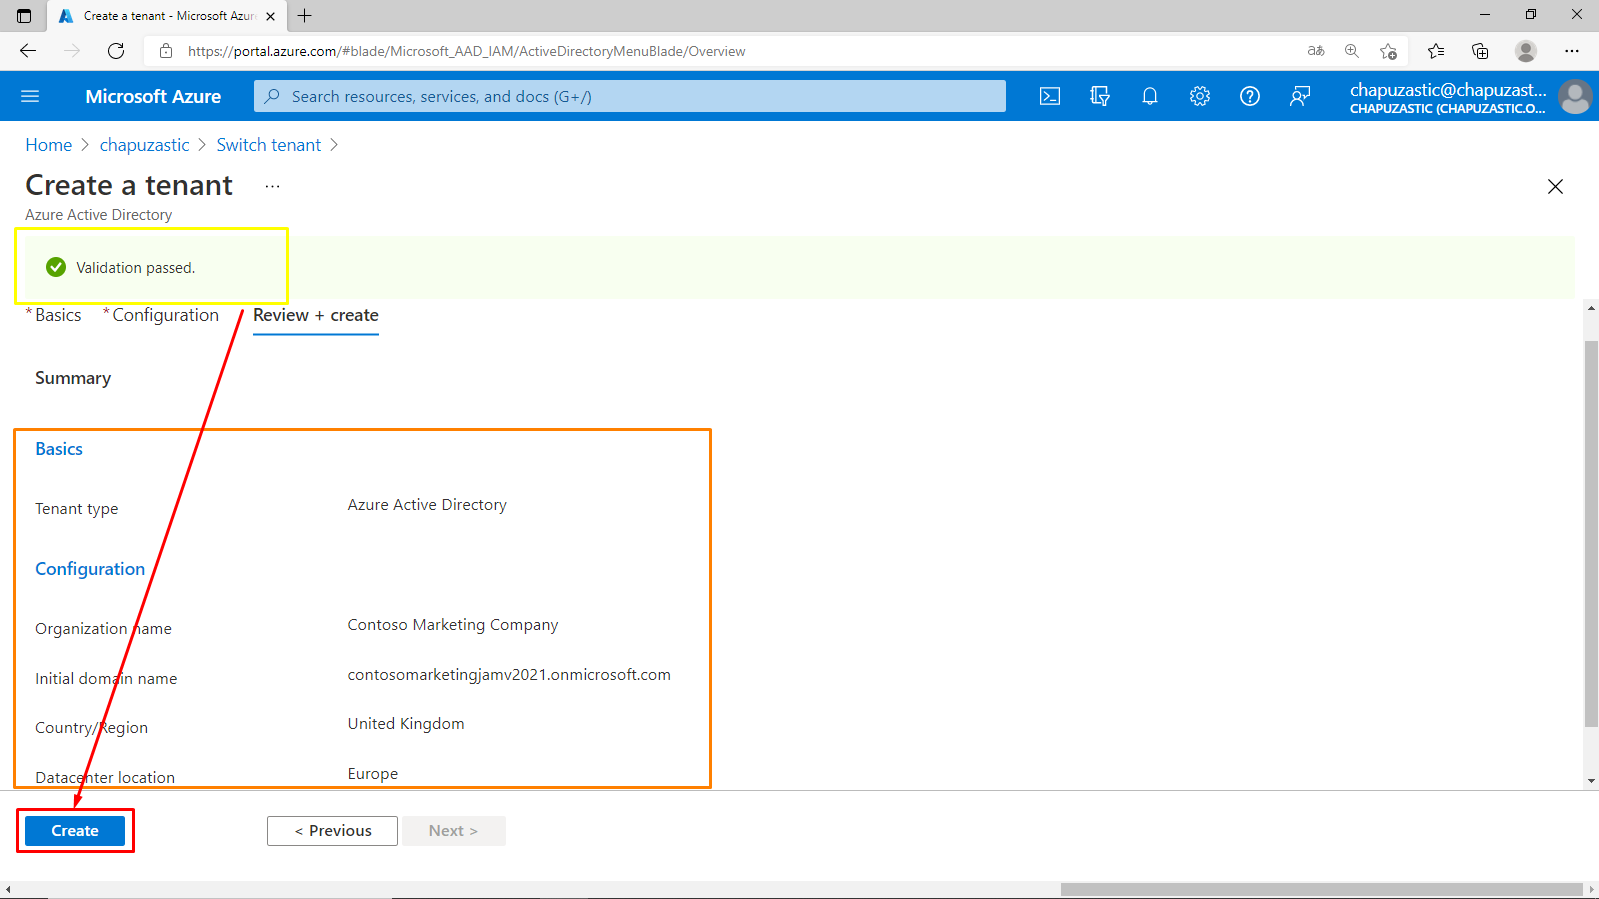 Create a tenant - Microsoft Azur
https://portal.azure.com/#blade/Microsoft_AAD_IAM/ActiveDirectoryMenuBlade/Overview
aあ
Microsoft Azure
Search resources, services, and docs (G+/)
chapuzastic@chapuzast...
CHAPUZASTIC (CHAPUZASTIC.O...
Home > chapuzastic > Switch tenant >
Create a tenant ...
Azure Active Directory
Validation passed.
* Basics * Configuration Review + create
Summary
Basics
Tenant type Azure Active Directory
Configuration
Organization name Contoso Marketing Company
Initial domain name contosomarketingjamv2021.onmicrosoft.com
Country/Region United Kingdom
Datacenter location Europe
Create < Previous Next >